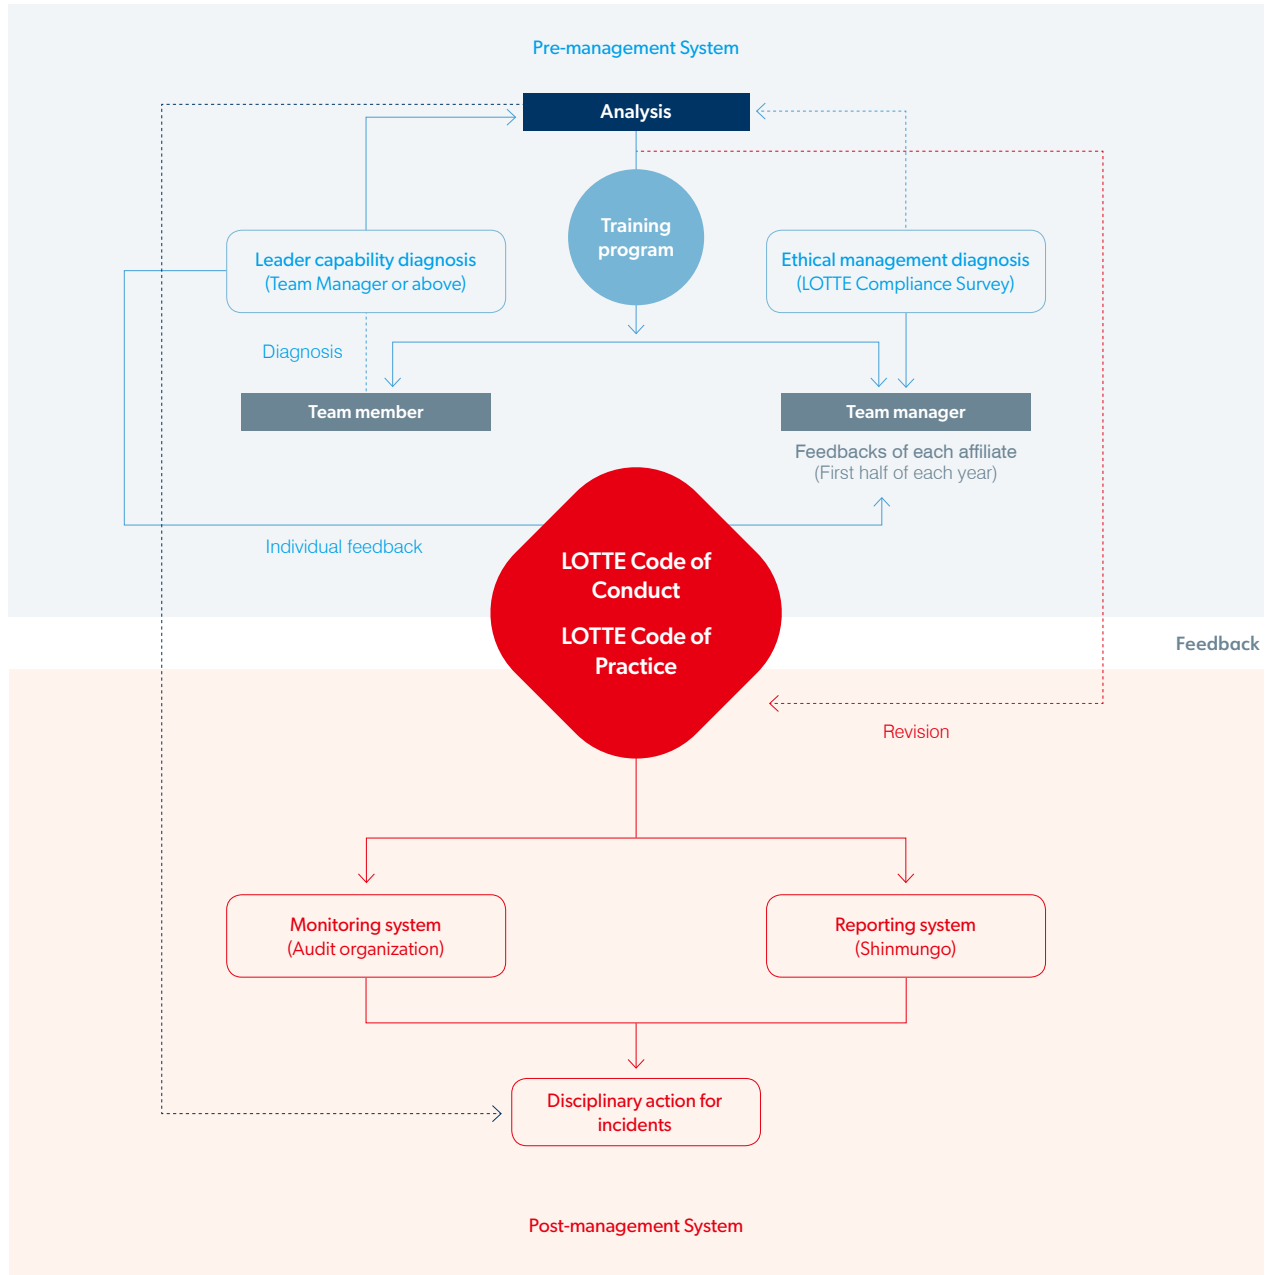 Pre-management System
Analysis
Training
program
Leader capability diagnosis
(Team Manager or above)
Ethical management diagnosis
(LOTTE Compliance Survey)
Diagnosis
Team member
Team manager
Feedbacks of each affiliate
(First half of each year)
Individual feedback
LOTTE Code of
Conduct
LOTTE Code of
Practice
Feedback
Revision
Monitoring system
(Audit organization)
Reporting system
(Shinmungo)
Disciplinary action for
incidents
Post-management System